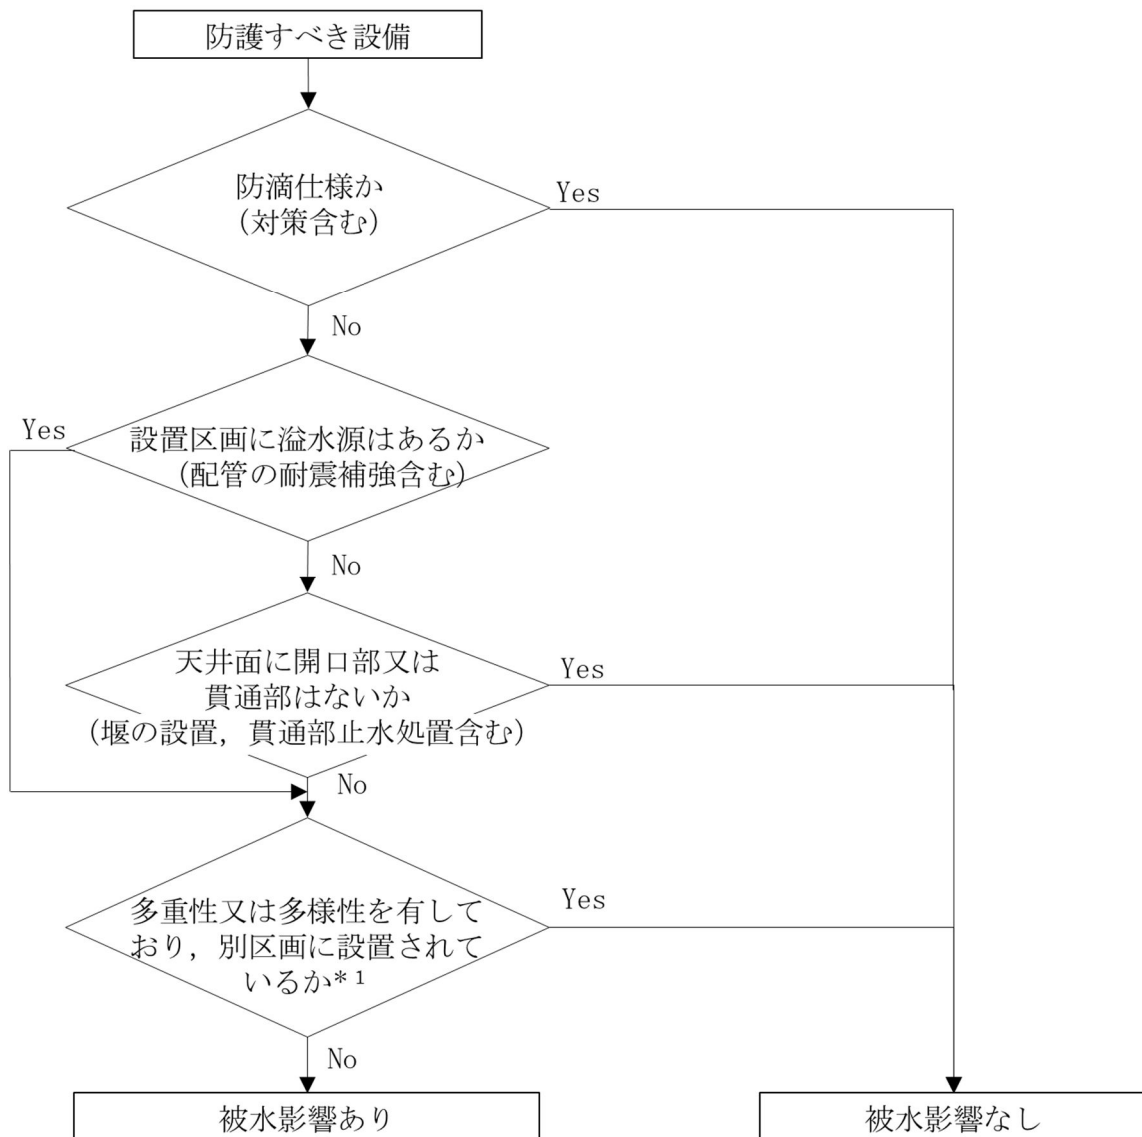 防護すべき設備
防滴仕様か
（対策含む）
Yes
No
設置区画に溢水源はあるか
（配管の耐震補強含む）
Yes
No
天井面に開口部又は
貫通部はないか
（堰の設置，貫通部止水処置含む）
Yes
No
多重性又は多様性を有して
おり，別区画に設置されて
いるか*1
Yes
No
被水影響あり
被水影響なし